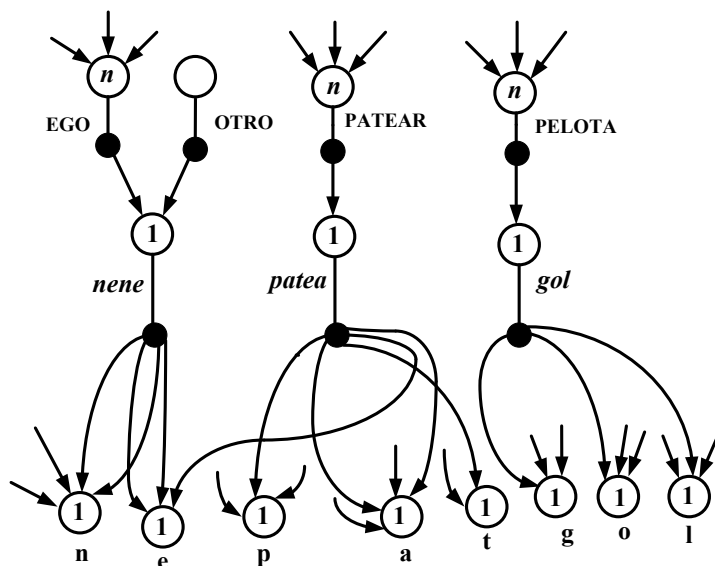 n n n
EGO OTRO PATEAR PELOTA
1 1 1
nene patea gol
1 1 1 1 1 1 1 1
n e p a t g o l